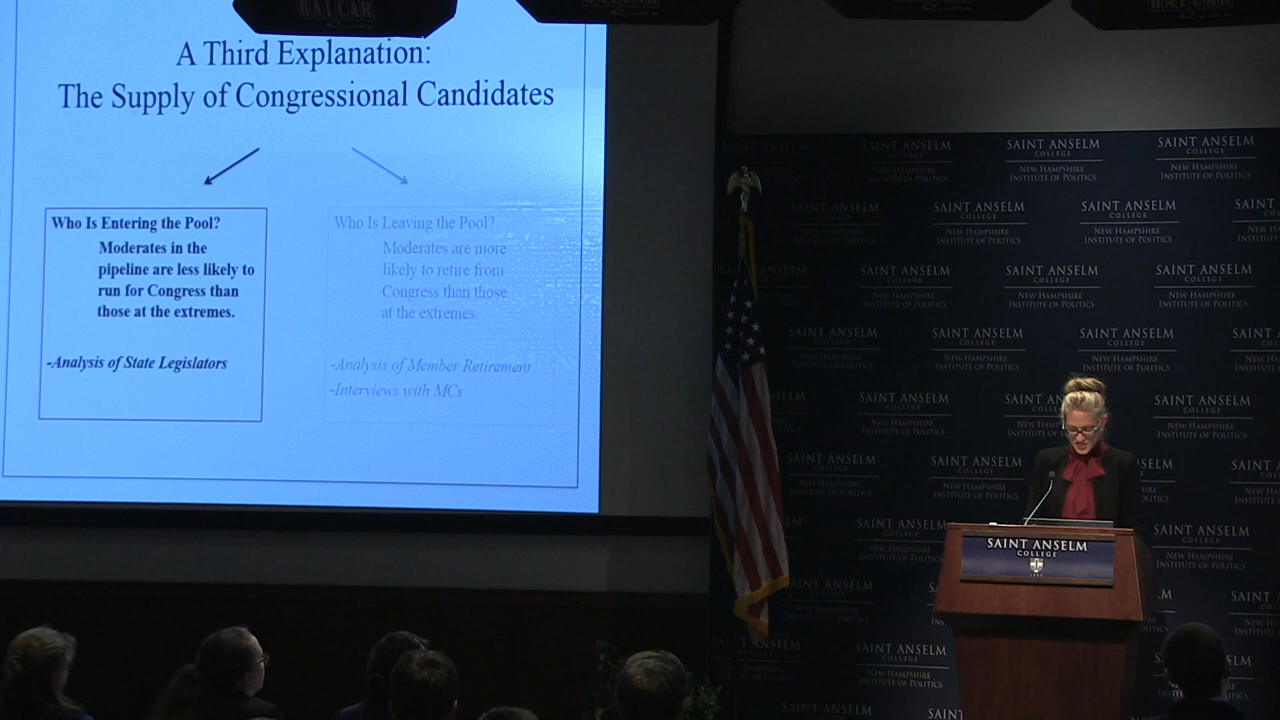 BALCAR
BALCAR
BALCAR
A Third Explanation:
The Supply of Congressional Candidates
Who Is Entering the Pool?
Moderates in the
pipeline are less likely to
run for Congress than
those at the extremes.
-Analysis of State Legislators
Who Is Leaving the Pool?
Moderates are more
likely to retire from
Congress than those
at the extremes.
-Analysis of Member Retirement
-Interviews with MCs
SAINT ANSELM
COLLEGE
NEW HAMPSHIRE
INSTITUTE OF POLITICS
SAINT ANSELM
COLLEGE